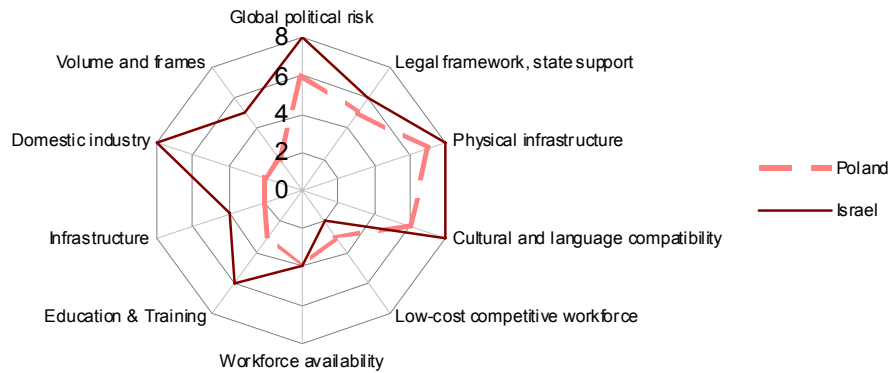 Global political risk
Volume and frames
Legal framework, state support
Domestic industry
Physical infrastructure
Infrastructure
Cultural and language compatibility
Education & Training
Low-cost competitive workforce
Workforce availability
8
6
4
2
0
Poland
Israel